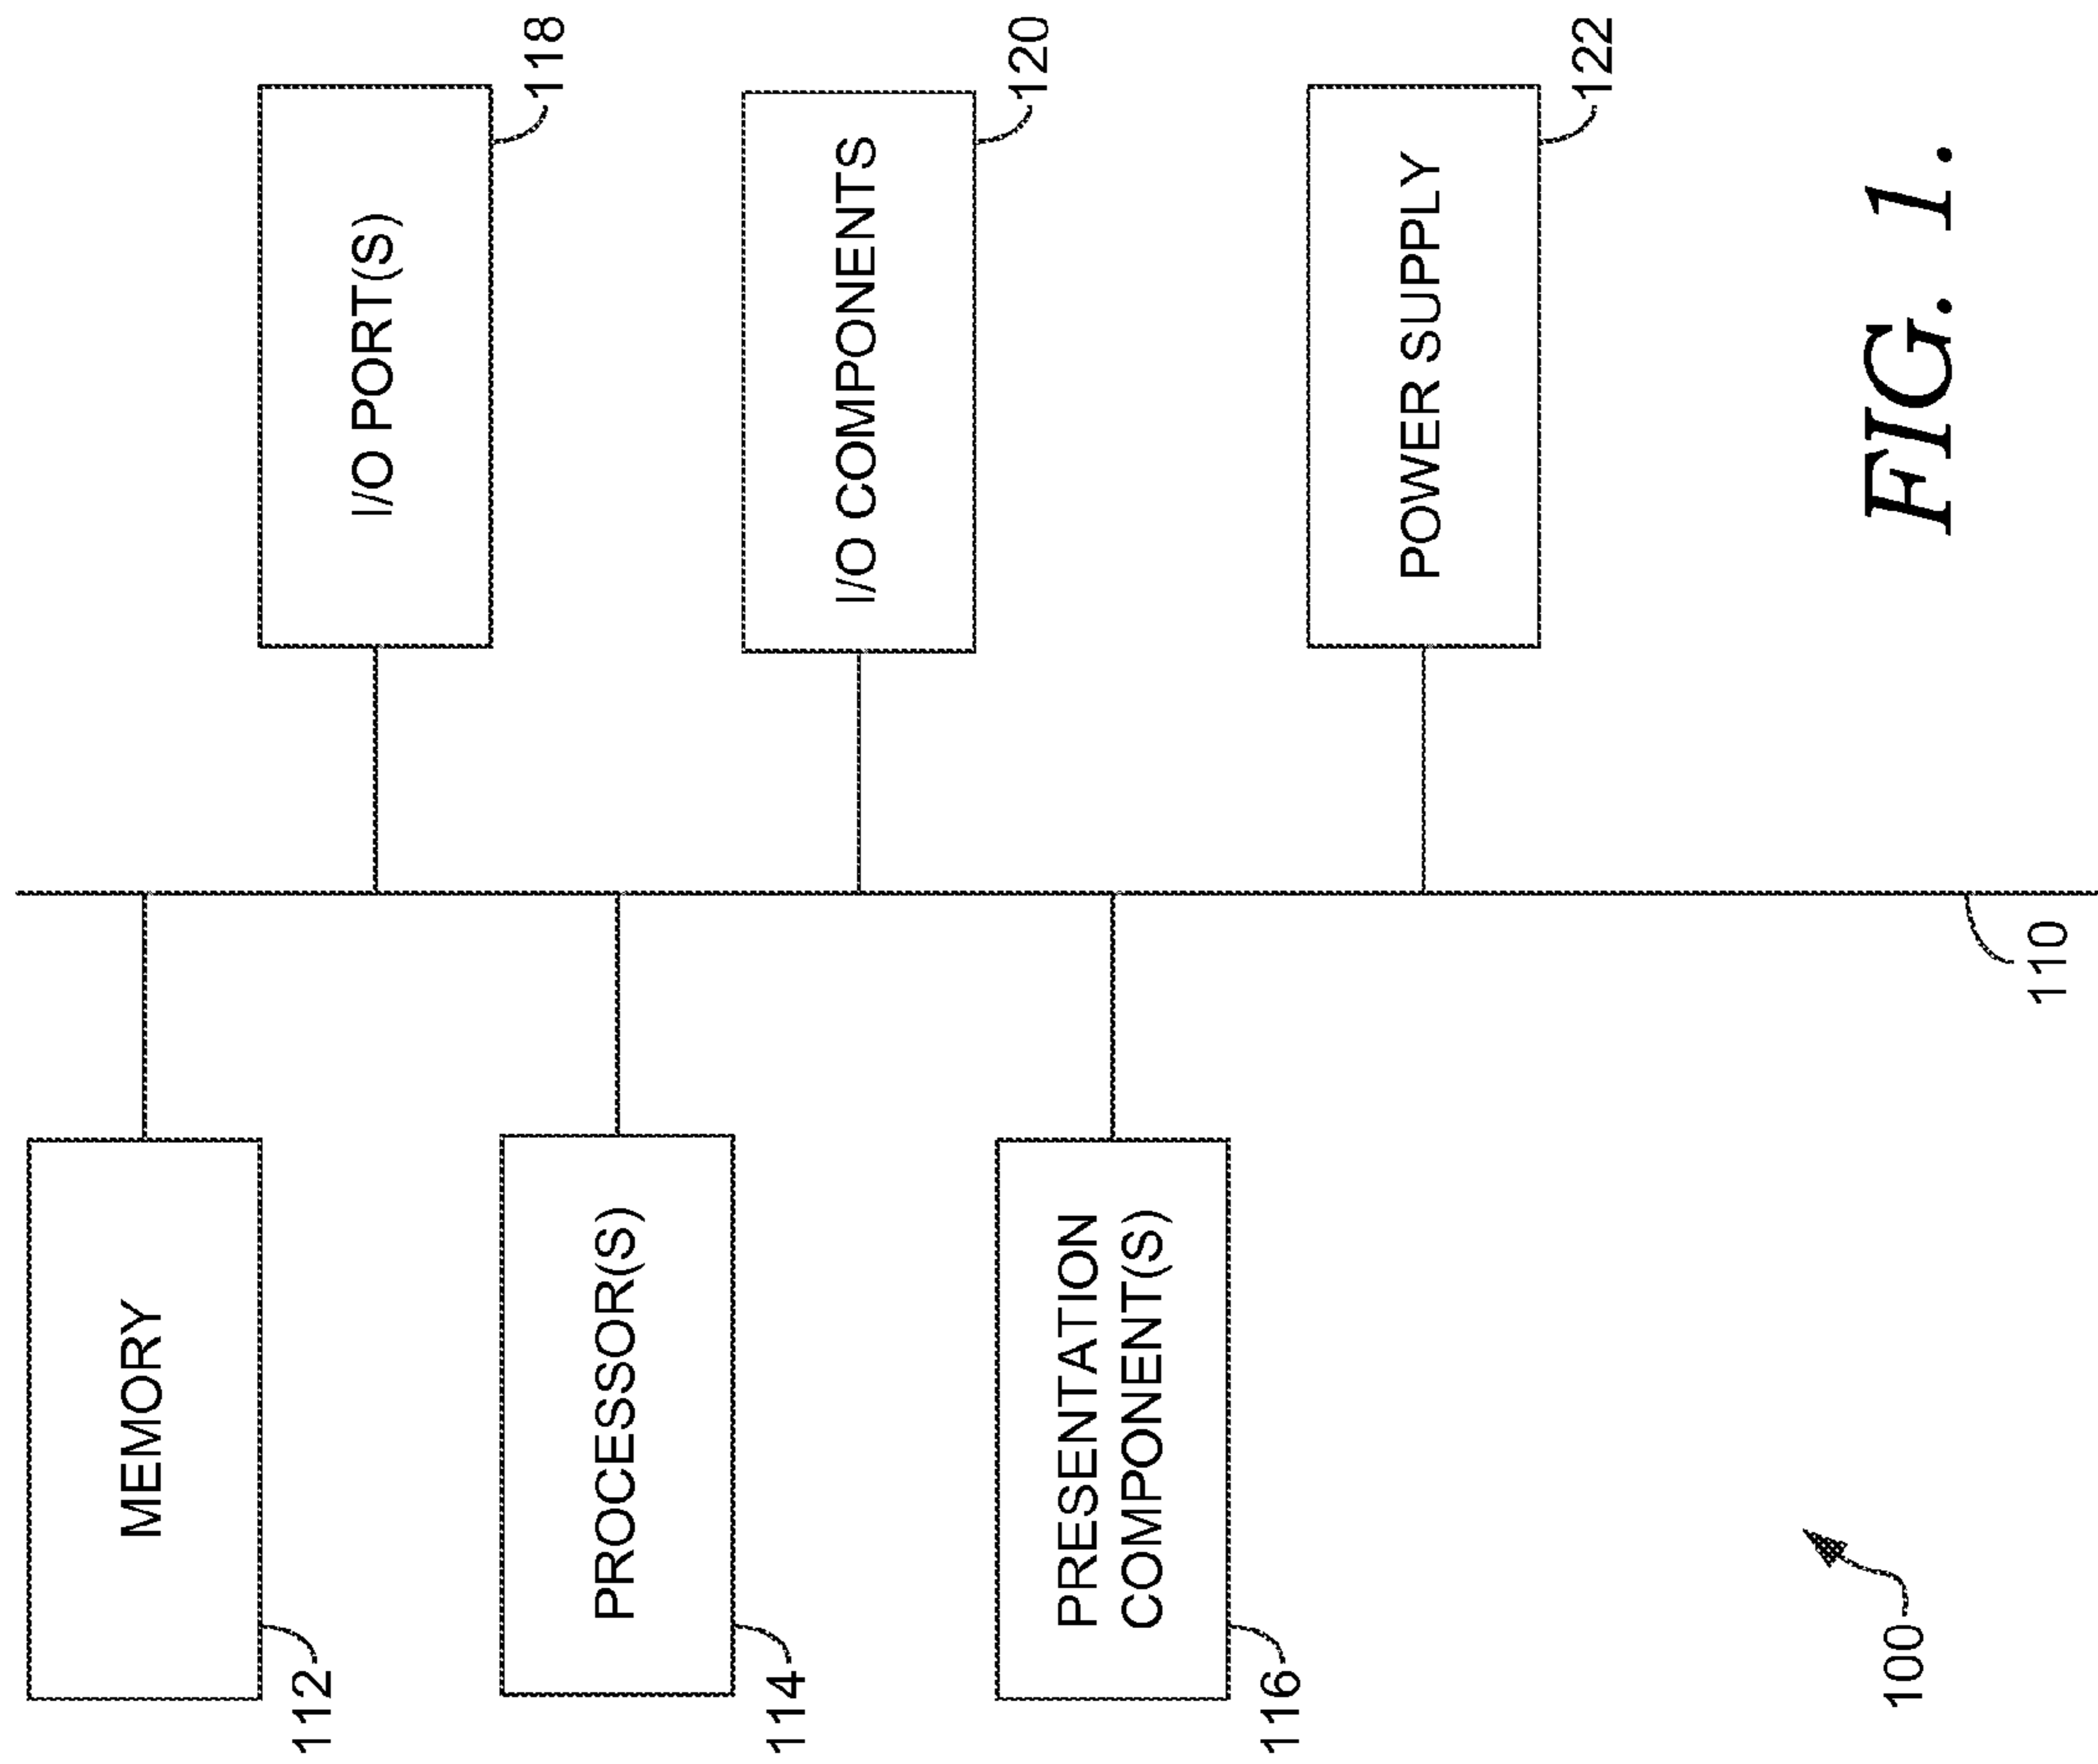 MEMORY
112
PROCESSOR(S)
114
PRESENTATION
COMPONENT(S)
116
100
I/O PORT(S)
118
I/O COMPONENTS
120
POWER SUPPLY
122
110
FIG. 1.